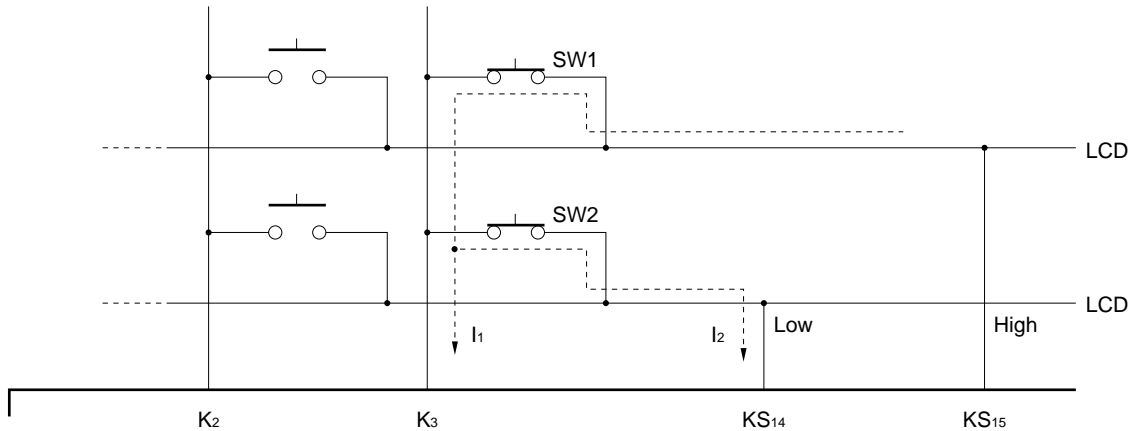 SW1
LCD
SW2
LCD
I1 I2 Low High
K2 K3 KS14 KS15